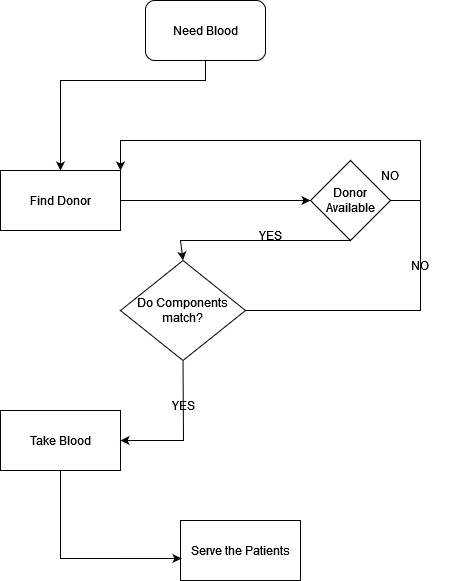 Need Blood
Find Donor
Donor
Available
NO
YES
NO
Do Components
match?
YES
Take Blood
Serve the Patients